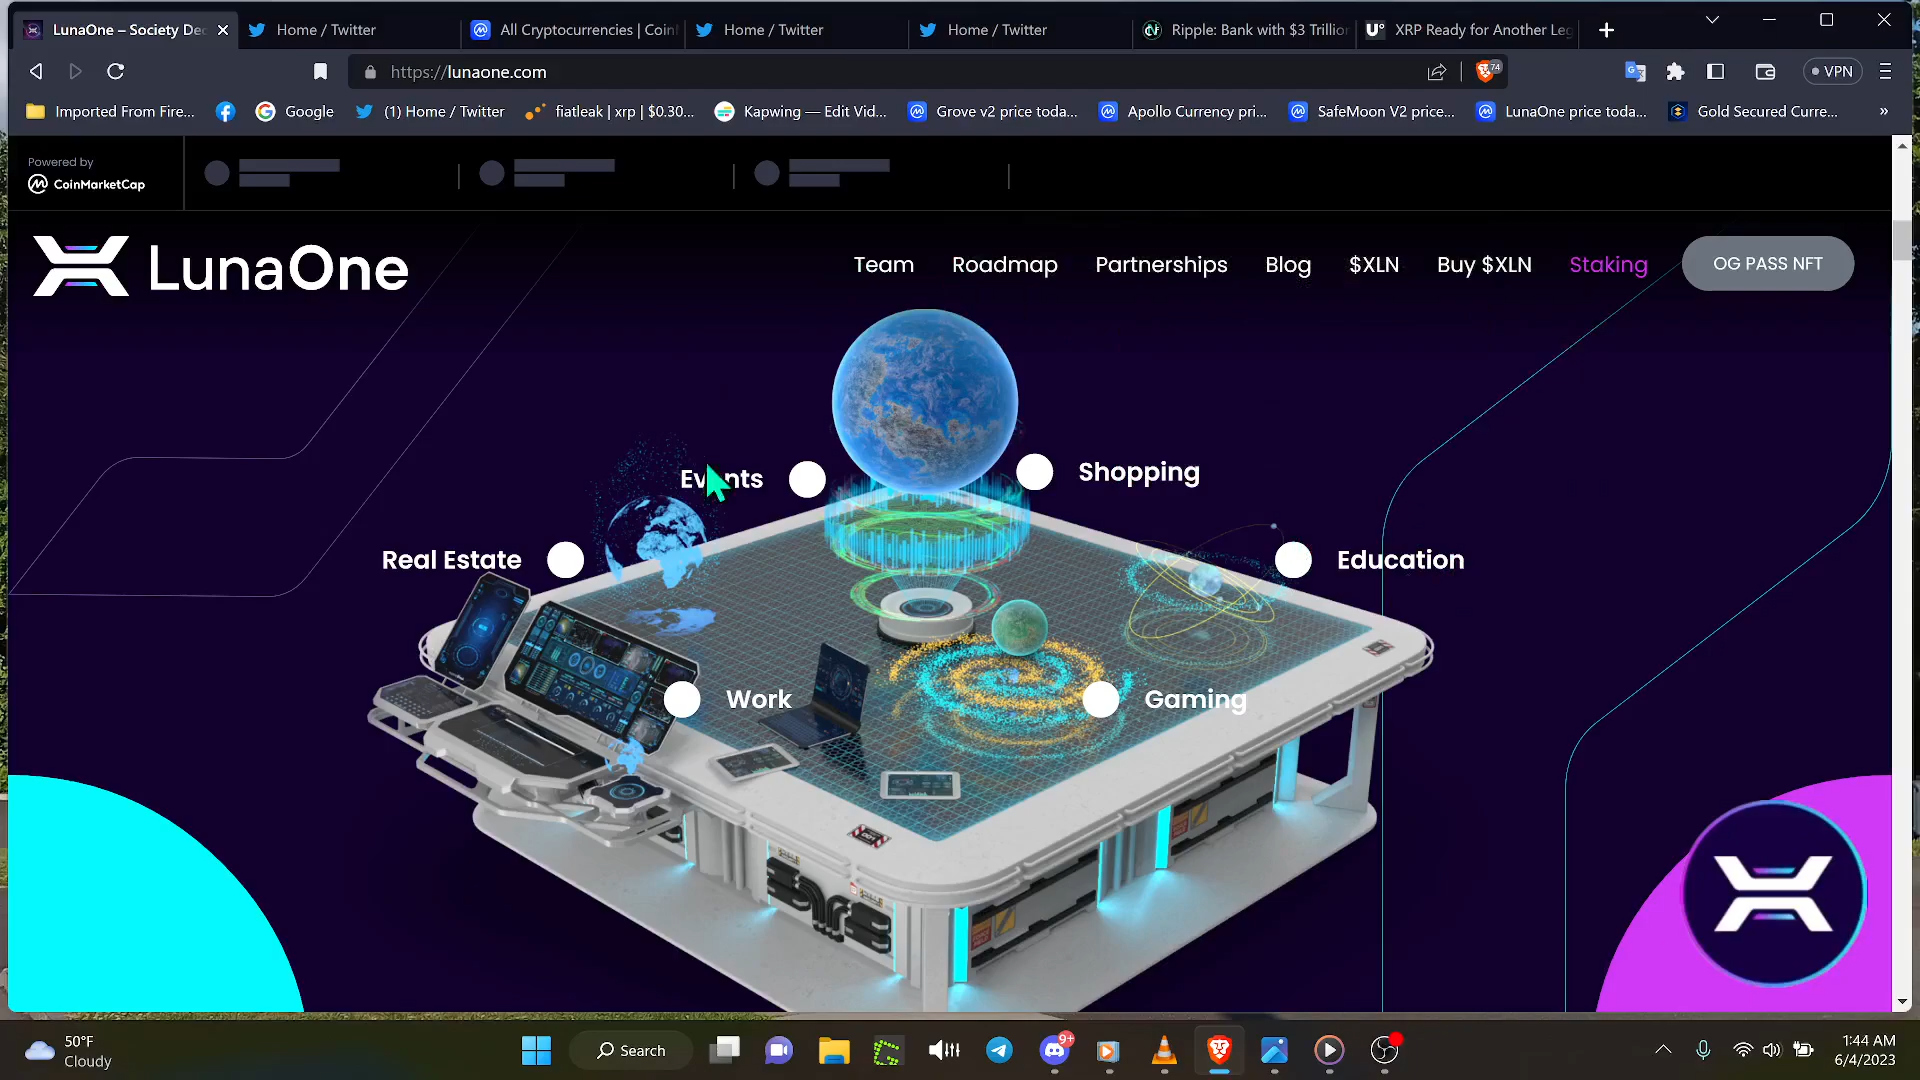 LunaOne – Society Dec
Home / Twitter
All Cryptocurrencies | Coin
Home / Twitter
Home / Twitter
Ripple: Bank with $3 Trillion
XRP Ready for Another Leg
https://lunaone.com
74
VPN
Imported From Fire...
Google
(1) Home / Twitter
fiatleak | xrp | $0.30...
Kapwing — Edit Vid...
Grove v2 price toda...
Apollo Currency pri...
SafeMoon V2 price...
LunaOne price toda...
Gold Secured Curre...
Powered by
CoinMarketCap
LunaOne
Team
Roadmap
Partnerships
Blog
$XLN
Buy $XLN
Staking
OG PASS NFT
Events
Shopping
Real Estate
Education
Work
Gaming
50°F
Cloudy
Search
9+
1:44 AM
6/4/2023